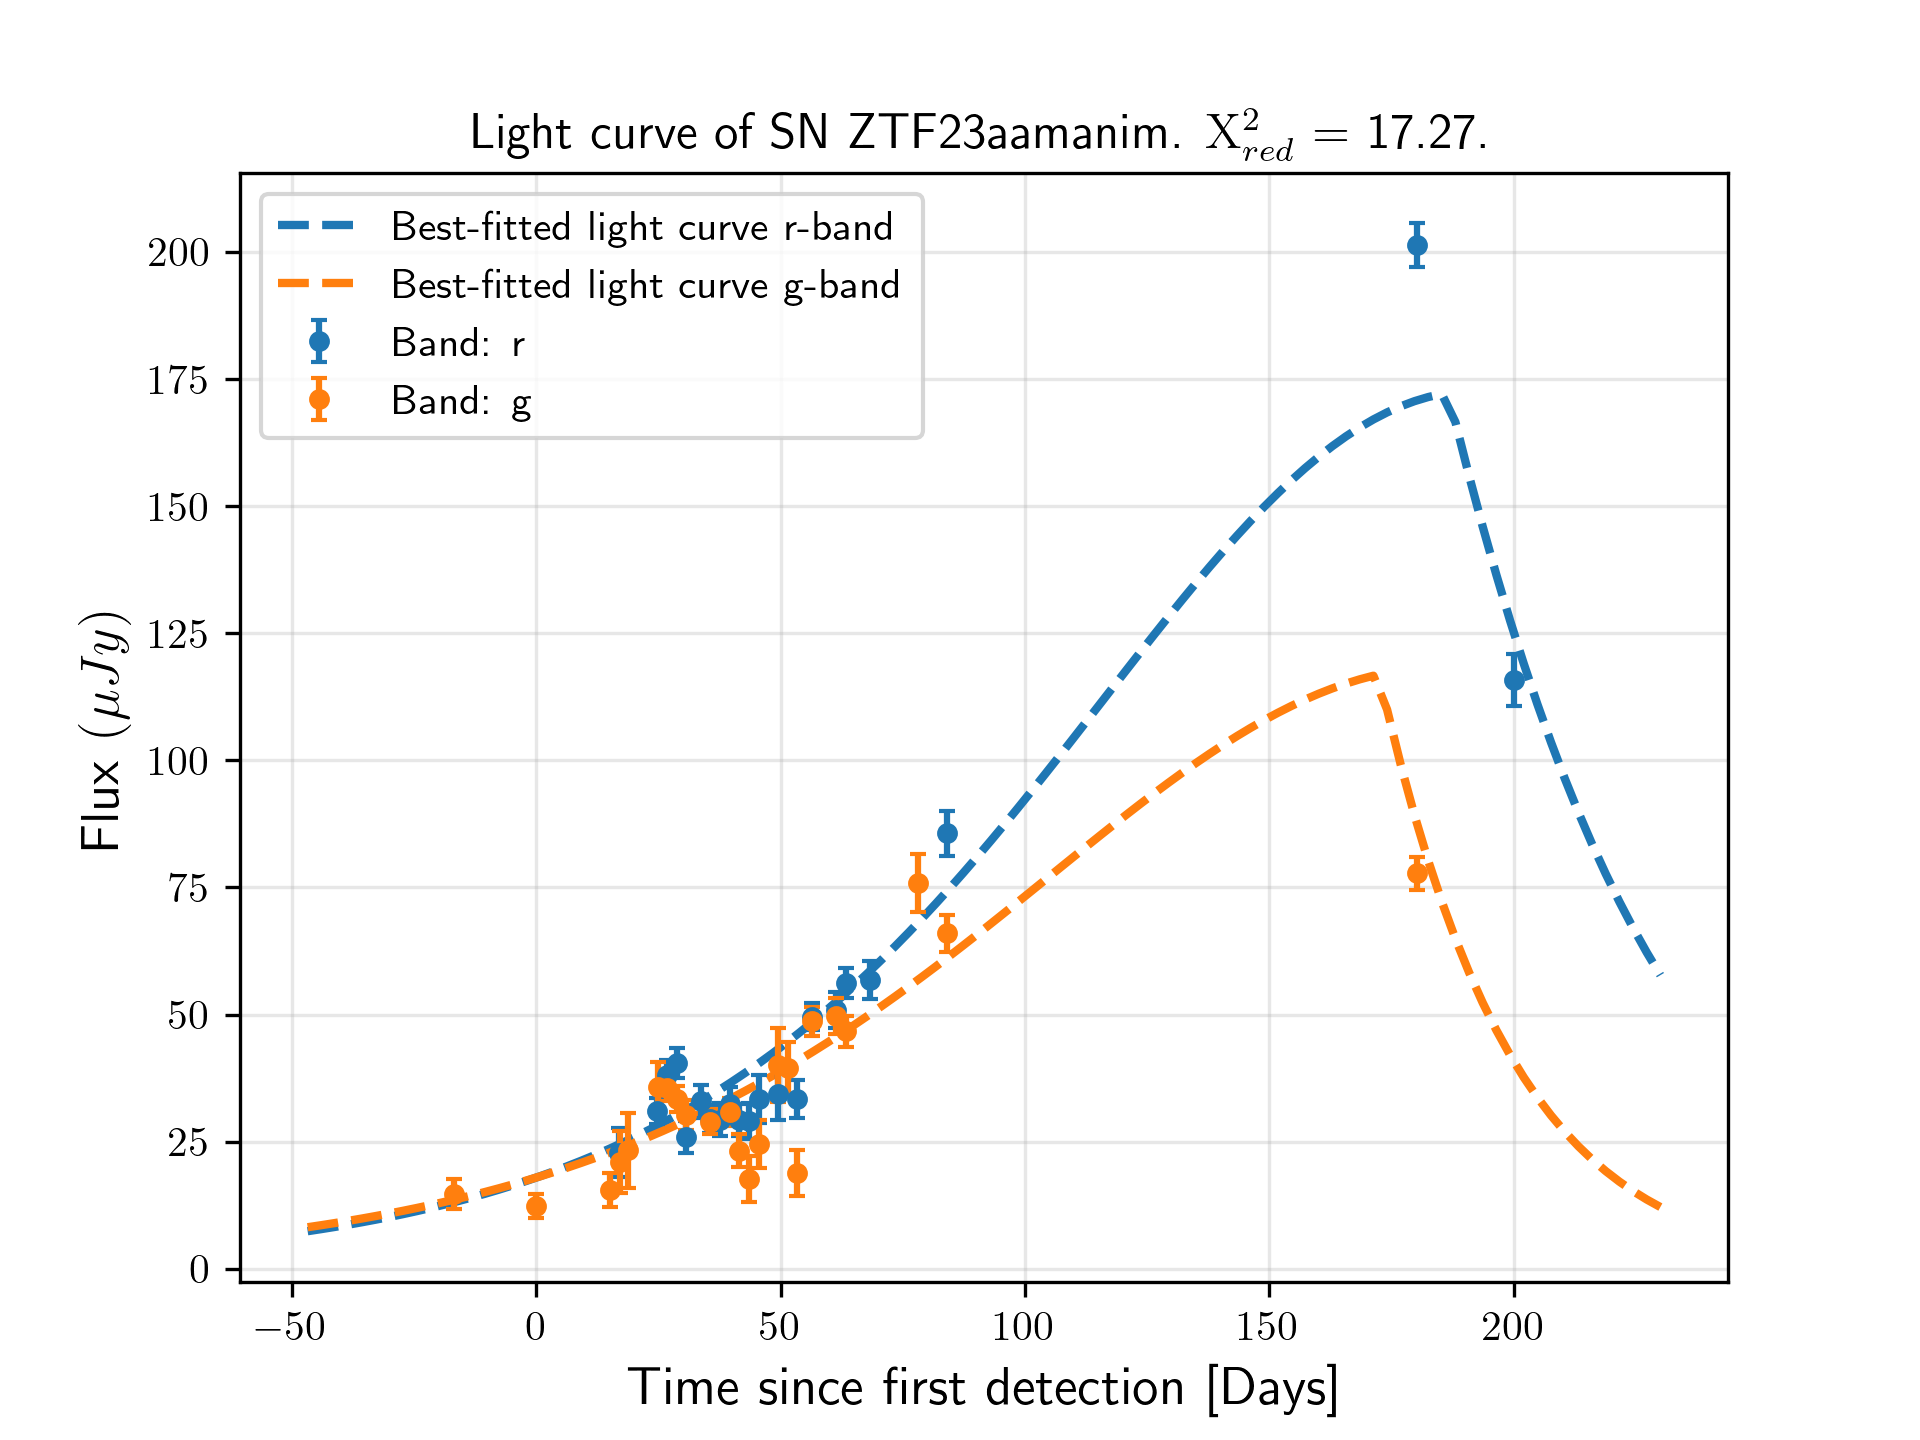 Light curve of SN ZTF23aamanim. X²_red = 17.27.
Best-fitted light curve r-band
Best-fitted light curve g-band
Band: r
Band: g
200
175
150
125
100
75
50
25
0
Flux (μJy)
−50 0 50 100 150 200
Time since first detection [Days]